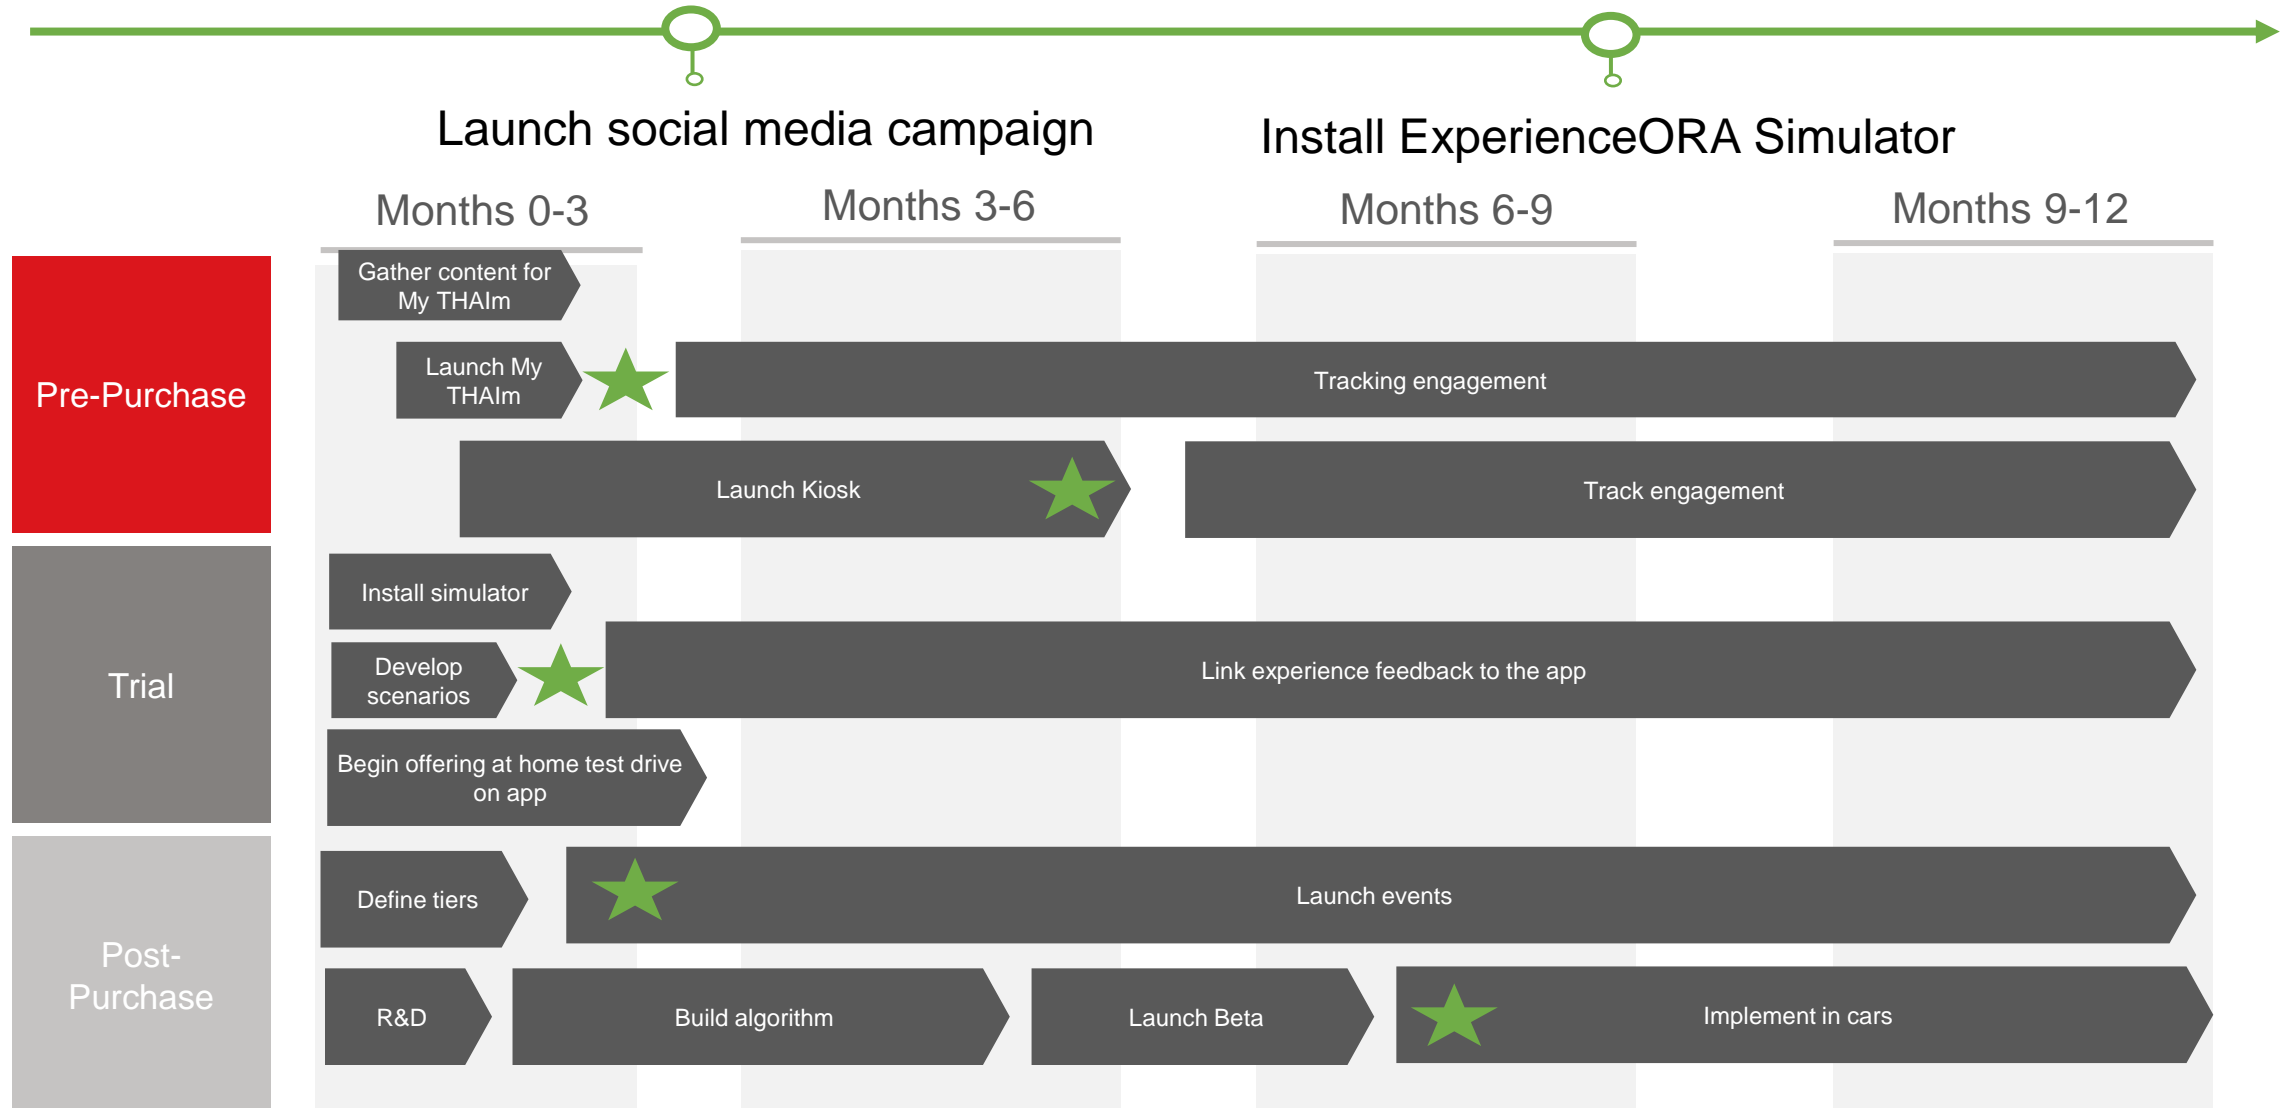 Launch social media campaign
Install ExperienceORA Simulator
Months 0-3
Months 3-6
Months 6-9
Months 9-12
Pre-Purchase
Gather content for
My THAIm
Launch My
THAIm
Tracking engagement
Launch Kiosk
Track engagement
Trial
Install simulator
Develop
scenarios
Link experience feedback to the app
Begin offering at home test drive
on app
Post-
Purchase
Define tiers
Launch events
R&D
Build algorithm
Launch Beta
Implement in cars